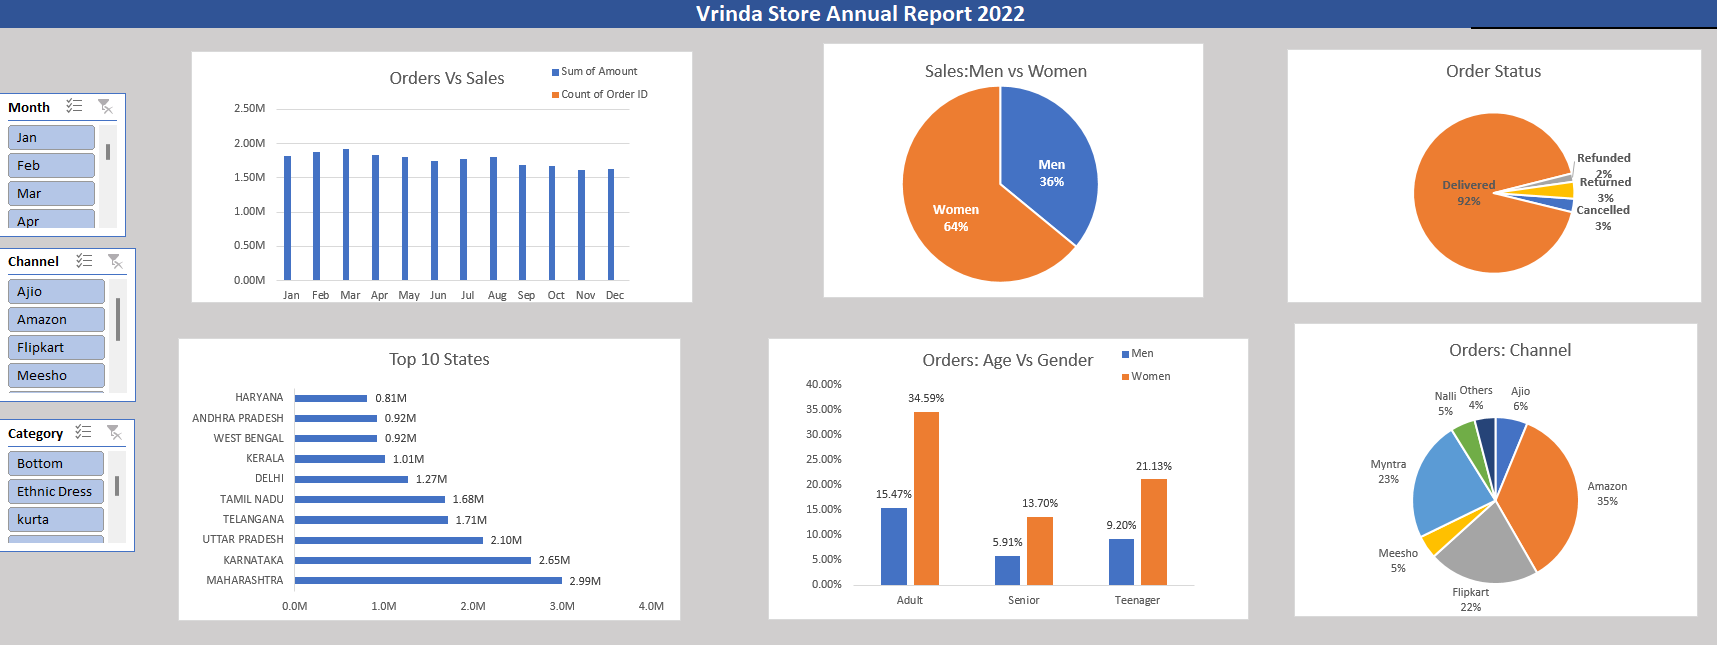 Vrinda Store Annual Report 2022
Month
Jan
Feb
Mar
Apr
Channel
Ajio
Amazon
Flipkart
Meesho
Category
Bottom
Ethnic Dress
kurta
Orders Vs Sales
Sum of Amount
Count of Order ID
2.50M
2.00M
1.50M
1.00M
0.50M
0.00M
Jan Feb Mar Apr May Jun Jul Aug Sep Oct Nov Dec
Sales:Men vs Women
Men
36%
Women
64%
Order Status
Delivered
92%
Refunded
2%
Returned
3%
Cancelled
3%
Top 10 States
HARYANA 0.81M
ANDHRA PRADESH 0.92M
WEST BENGAL 0.92M
KERALA 1.01M
DELHI 1.27M
TAMIL NADU 1.68M
TELANGANA 1.71M
UTTAR PRADESH 2.10M
KARNATAKA 2.65M
MAHARASHTRA 2.99M
0.0M 1.0M 2.0M 3.0M 4.0M
Orders: Age Vs Gender
Men
Women
40.00%
35.00%
30.00%
25.00%
20.00%
15.00%
10.00%
5.00%
0.00%
15.47% 34.59%
5.91% 13.70%
9.20% 21.13%
Adult Senior Teenager
Orders: Channel
Ajio
6%
Amazon
35%
Flipkart
22%
Meesho
5%
Myntra
23%
Nalli
5%
Others
4%